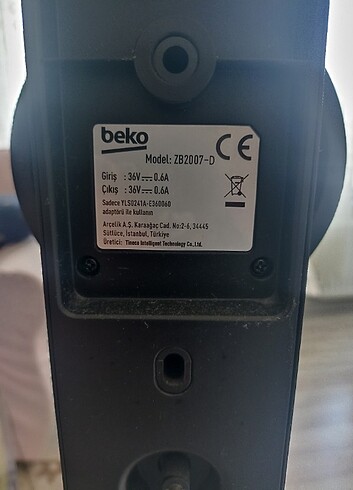 beko
CE
Model: ZB2007-D
Giriş : 36V⎓0.6A
Çıkış : 36V⎓0.6A
Sadece YLS0241A-E360060
adaptörü ile kullanın
Arçelik A.Ş. Karaağaç Cad. No:2-6, 34445
Sütlüce, İstanbul, Türkiye
Üretici: Tineco Intelligent Technology Co., Ltd.